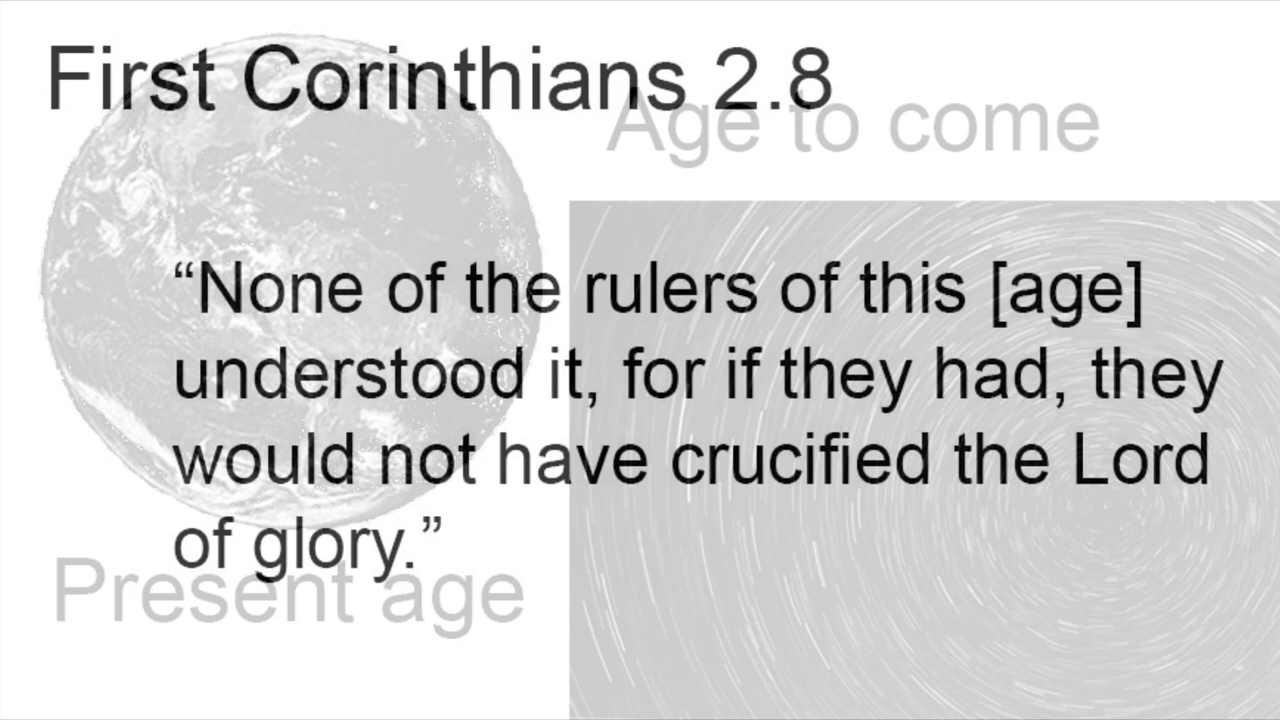 First Corinthians 2.8
Age to come
“None of the rulers of this [age]
understood it, for if they had, they
would not have crucified the Lord
of glory.”
Present age